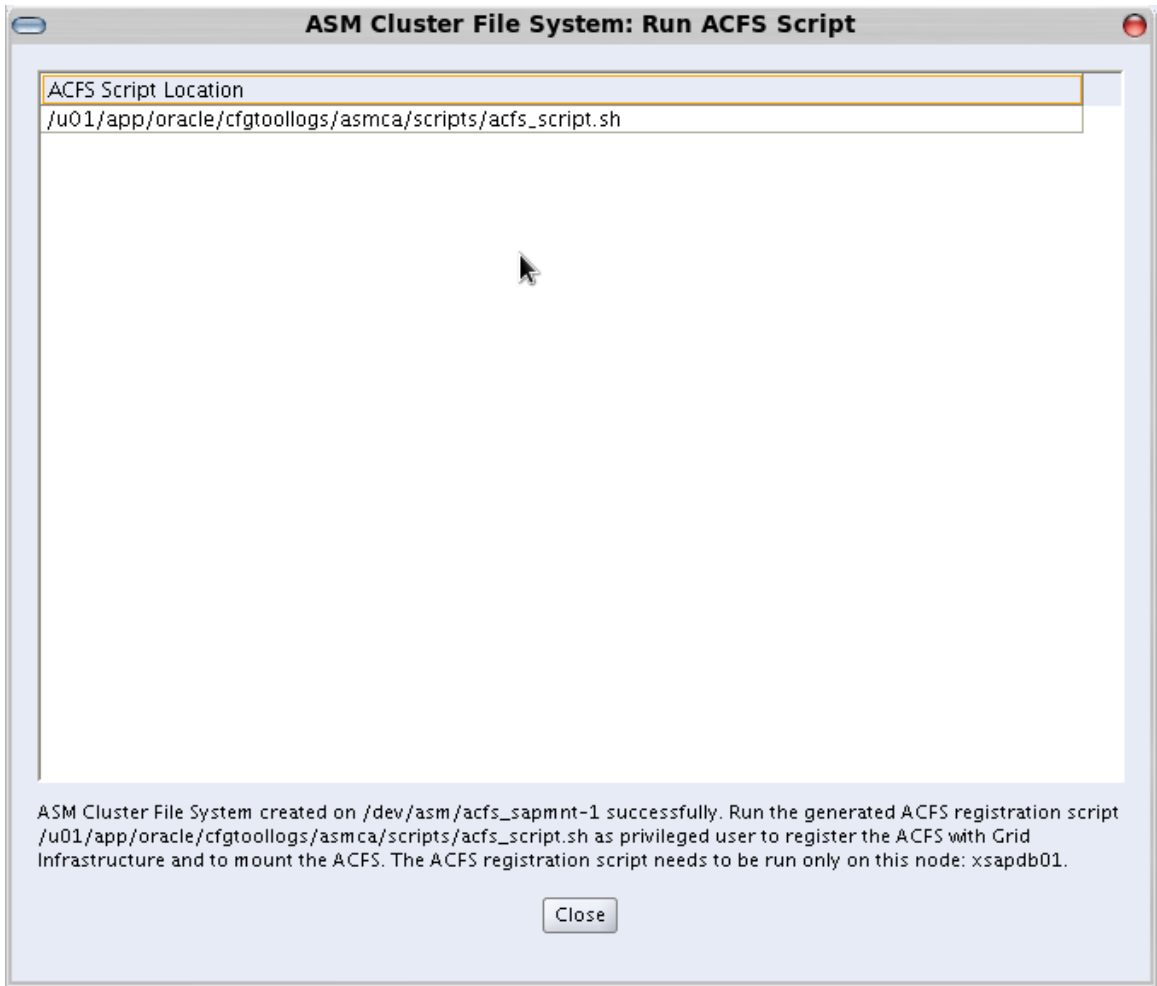 ASM Cluster File System: Run ACFS Script
ACFS Script Location
/u01/app/oracle/cfgtoollogs/asmca/scripts/acfs_script.sh
ASM Cluster File System created on /dev/asm/acfs_sapmnt-1 successfully. Run the generated ACFS registration script
/u01/app/oracle/cfgtoollogs/asmca/scripts/acfs_script.sh as privileged user to register the ACFS with Grid
Infrastructure and to mount the ACFS. The ACFS registration script needs to be run only on this node: xsapdb01.
Close